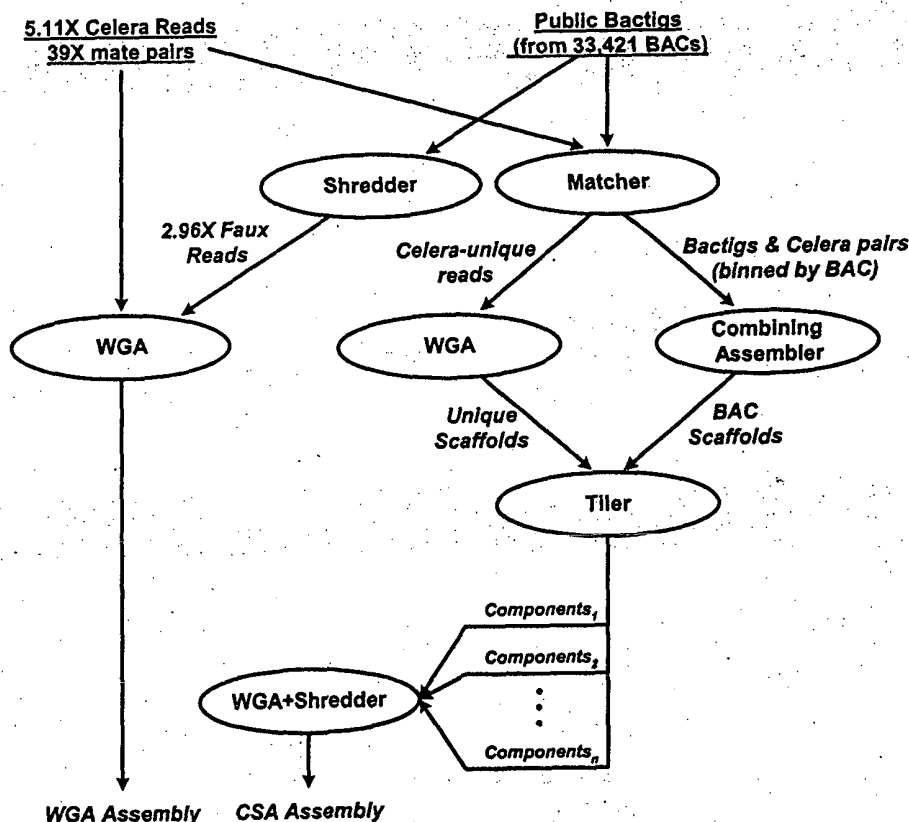 5.11X Celera Reads
39X mate pairs
Public Bactigs
(from 33,421 BACs)
Shredder
Matcher
2.96X Faux
Reads
Celera-unique
reads
Bactigs & Celera pairs
(binned by BAC)
WGA
WGA
Combining
Assembler
Unique
Scaffolds
BAC
Scaffolds
Tiler
Components1
Components2
WGA+Shredder
Componentsn
WGA Assembly
CSA Assembly